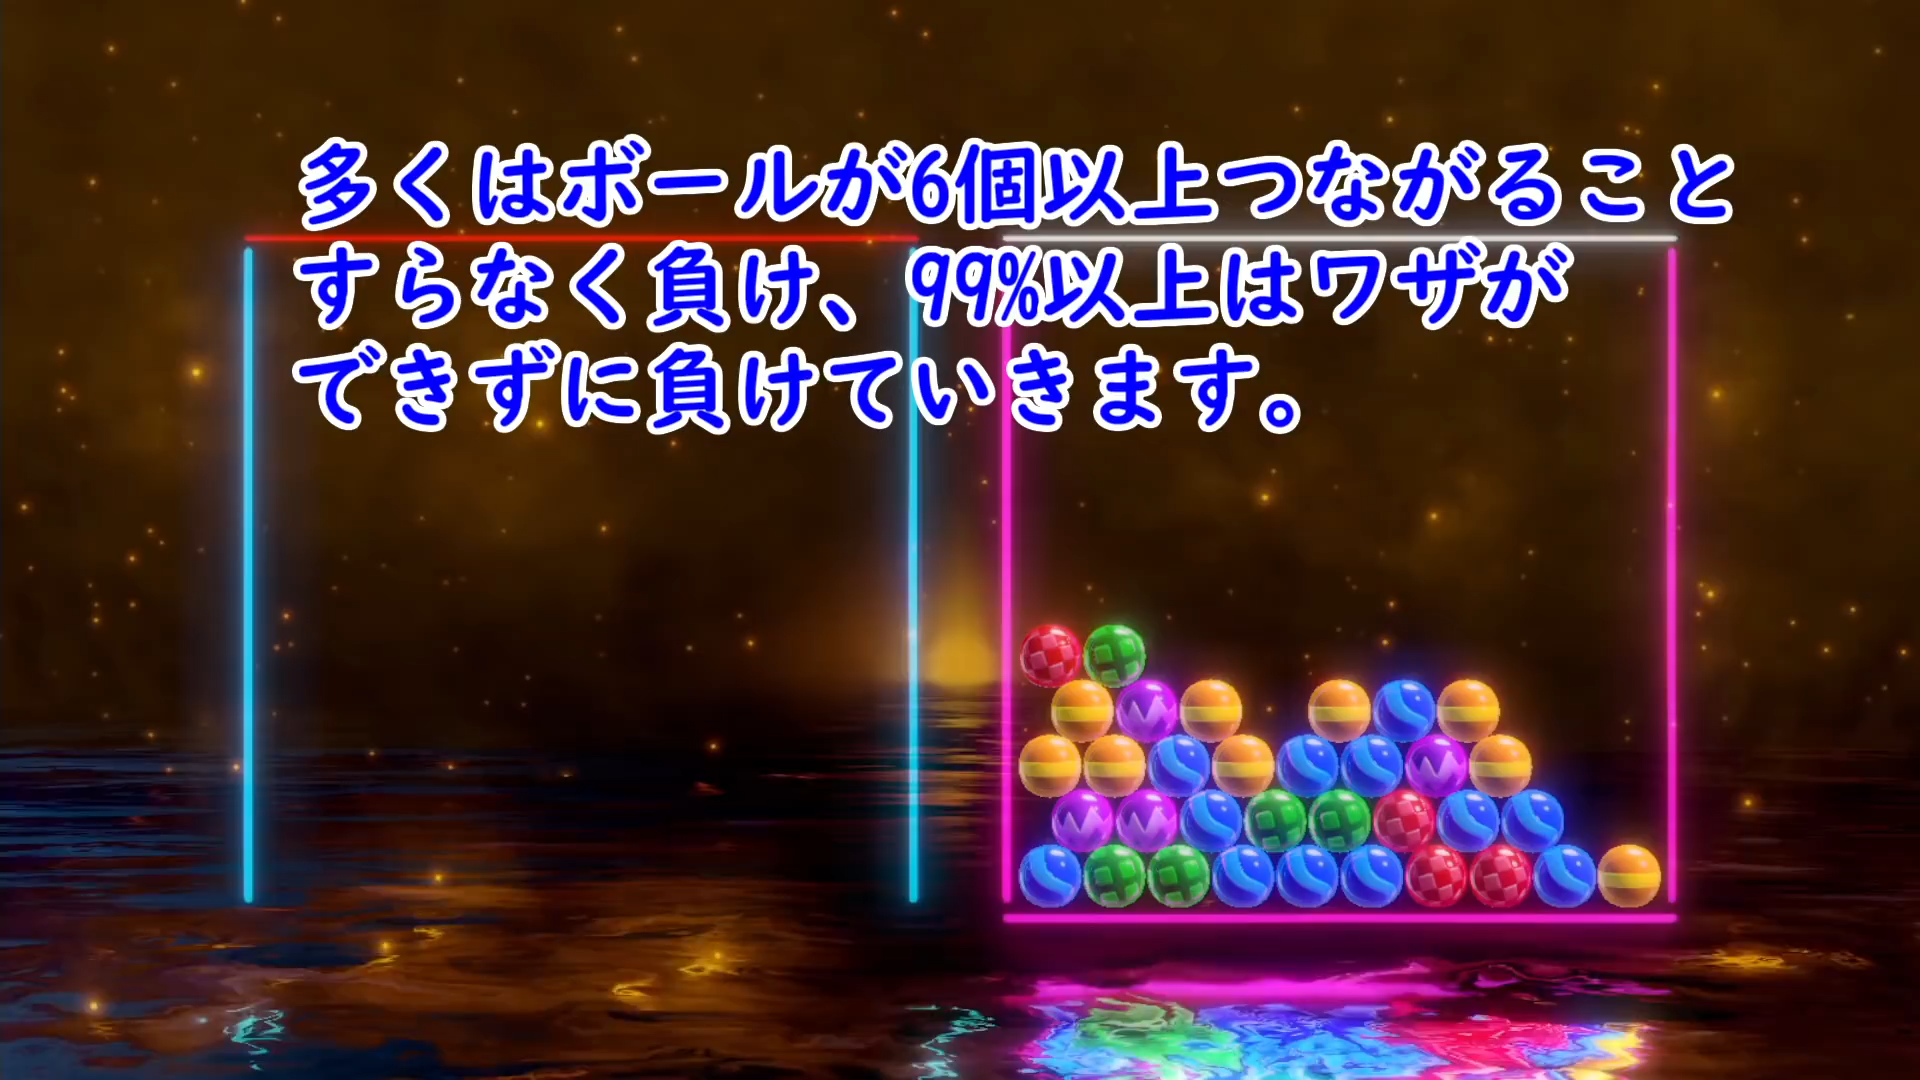 多くはボールが6個以上つながること
すらなく負け、99%以上はワザが
できずに負けていきます。